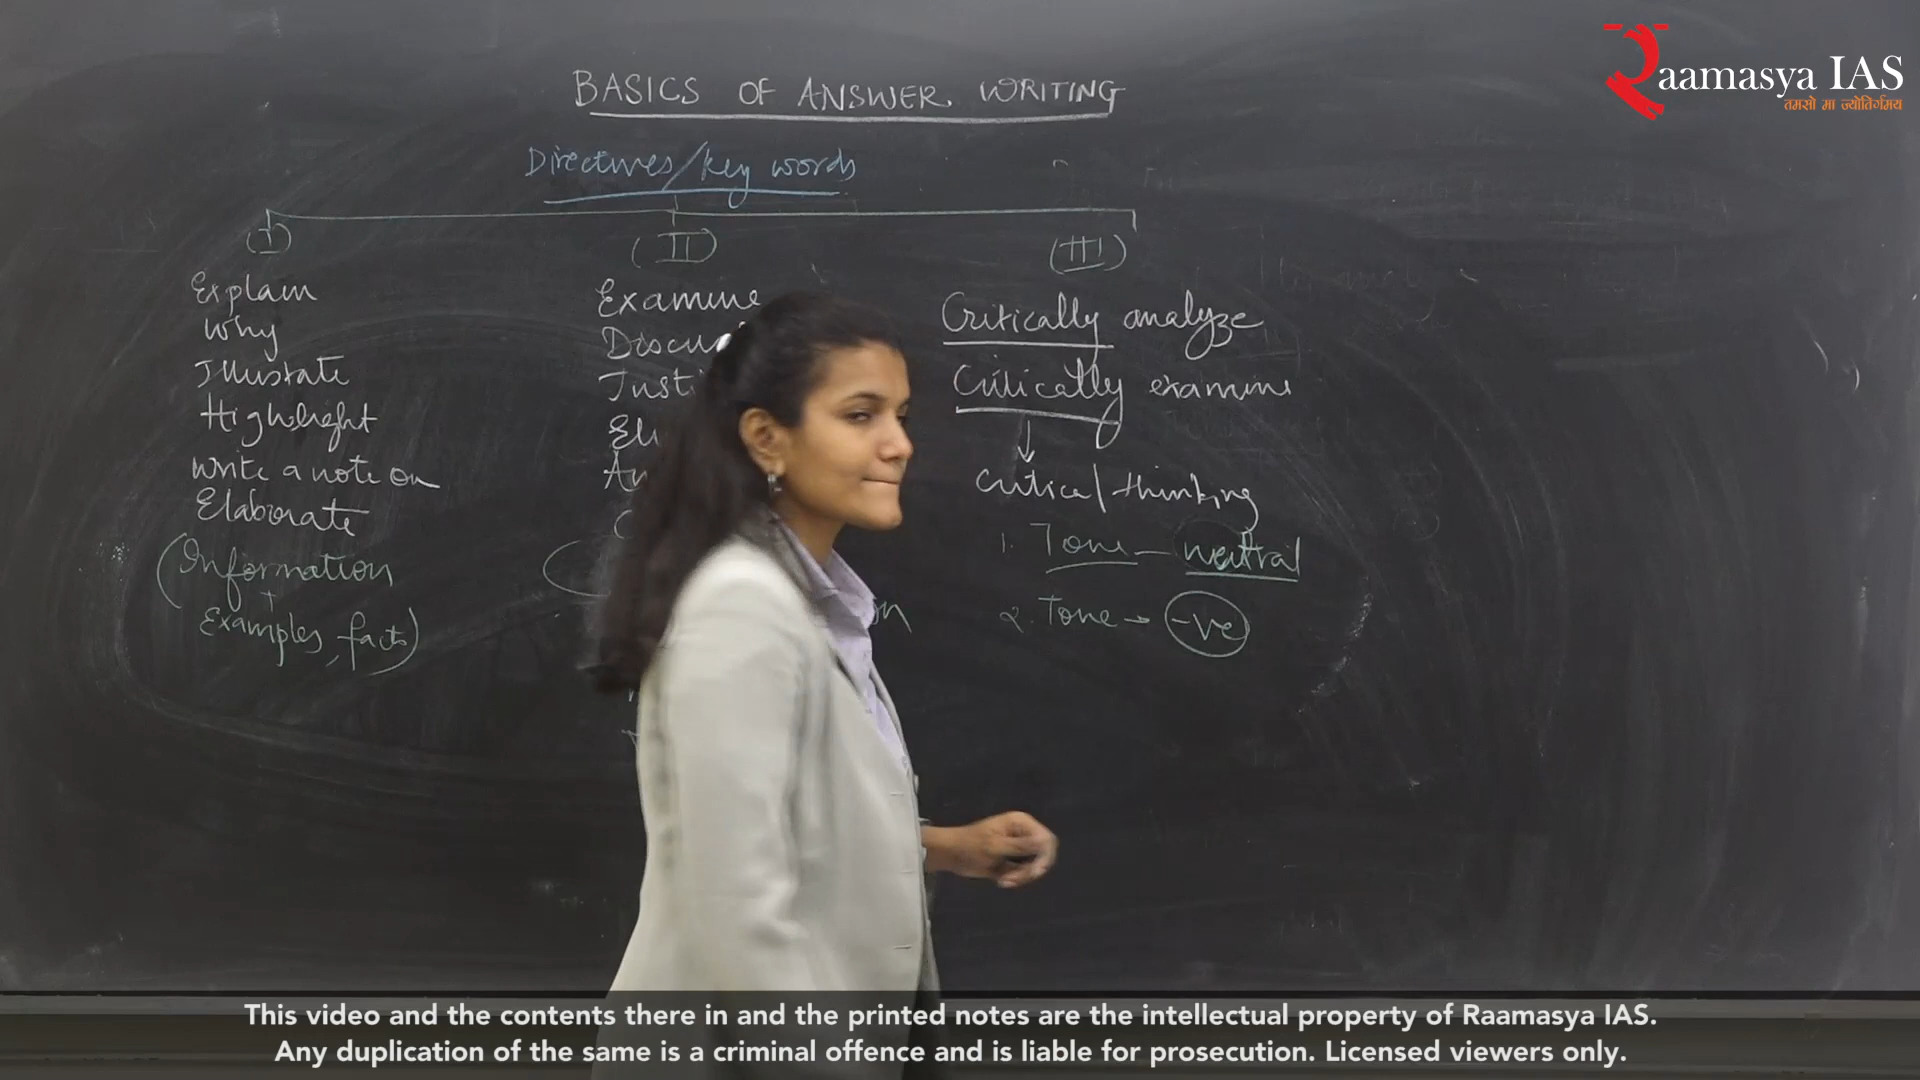 Raamasya IAS
तमसो मा ज्योतिर्गमय
BASICS OF ANSWER WRITING
Directives/key words
(I)
Explain
Why
Illustrate
Highlight
Write a note on
Elaborate
(Information
+
Examples, facts)
(II)
Examine
(III)
Critically analyze
Critically examine
Critical thinking
1. Tone - neutral
2. Tone → -ve
This video and the contents there in and the printed notes are the intellectual property of Raamasya IAS.
Any duplication of the same is a criminal offence and is liable for prosecution. Licensed viewers only.